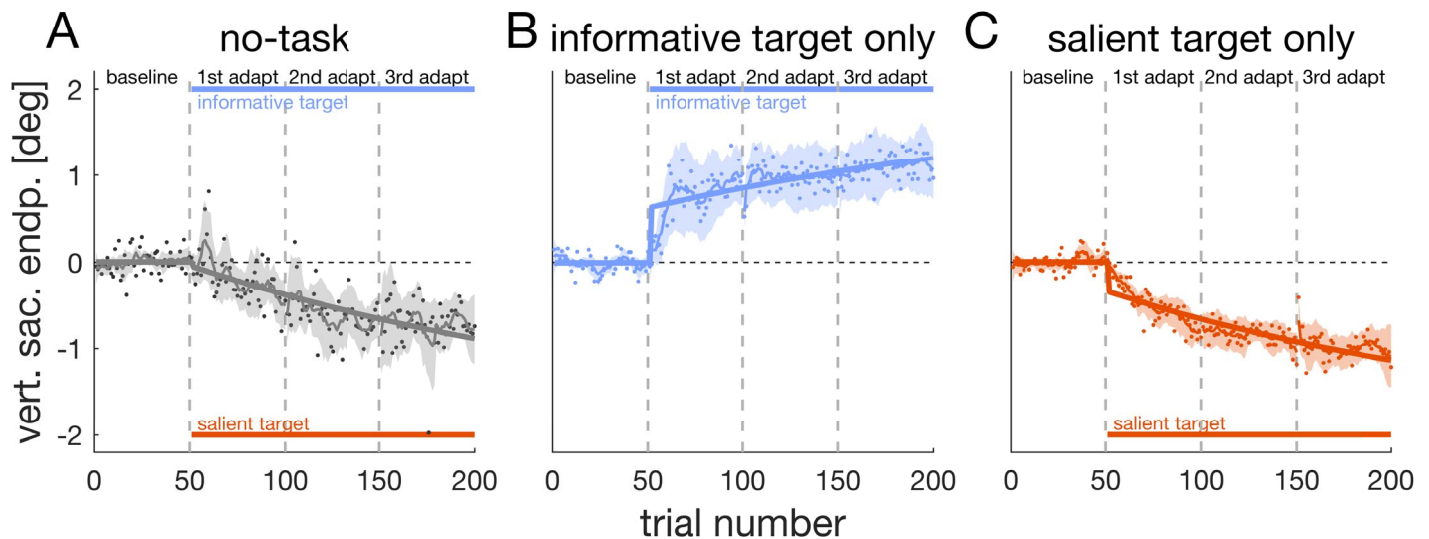 A no-task
B informative target only
C salient target only
vert. sac. endp. [deg]
baseline 1st adapt 2nd adapt 3rd adapt
informative target
salient target
2
1
0
-1
-2
0 50 100 150 200
baseline 1st adapt 2nd adapt 3rd adapt
informative target
0 50 100 150 200
baseline 1st adapt 2nd adapt 3rd adapt
salient target
0 50 100 150 200
trial number